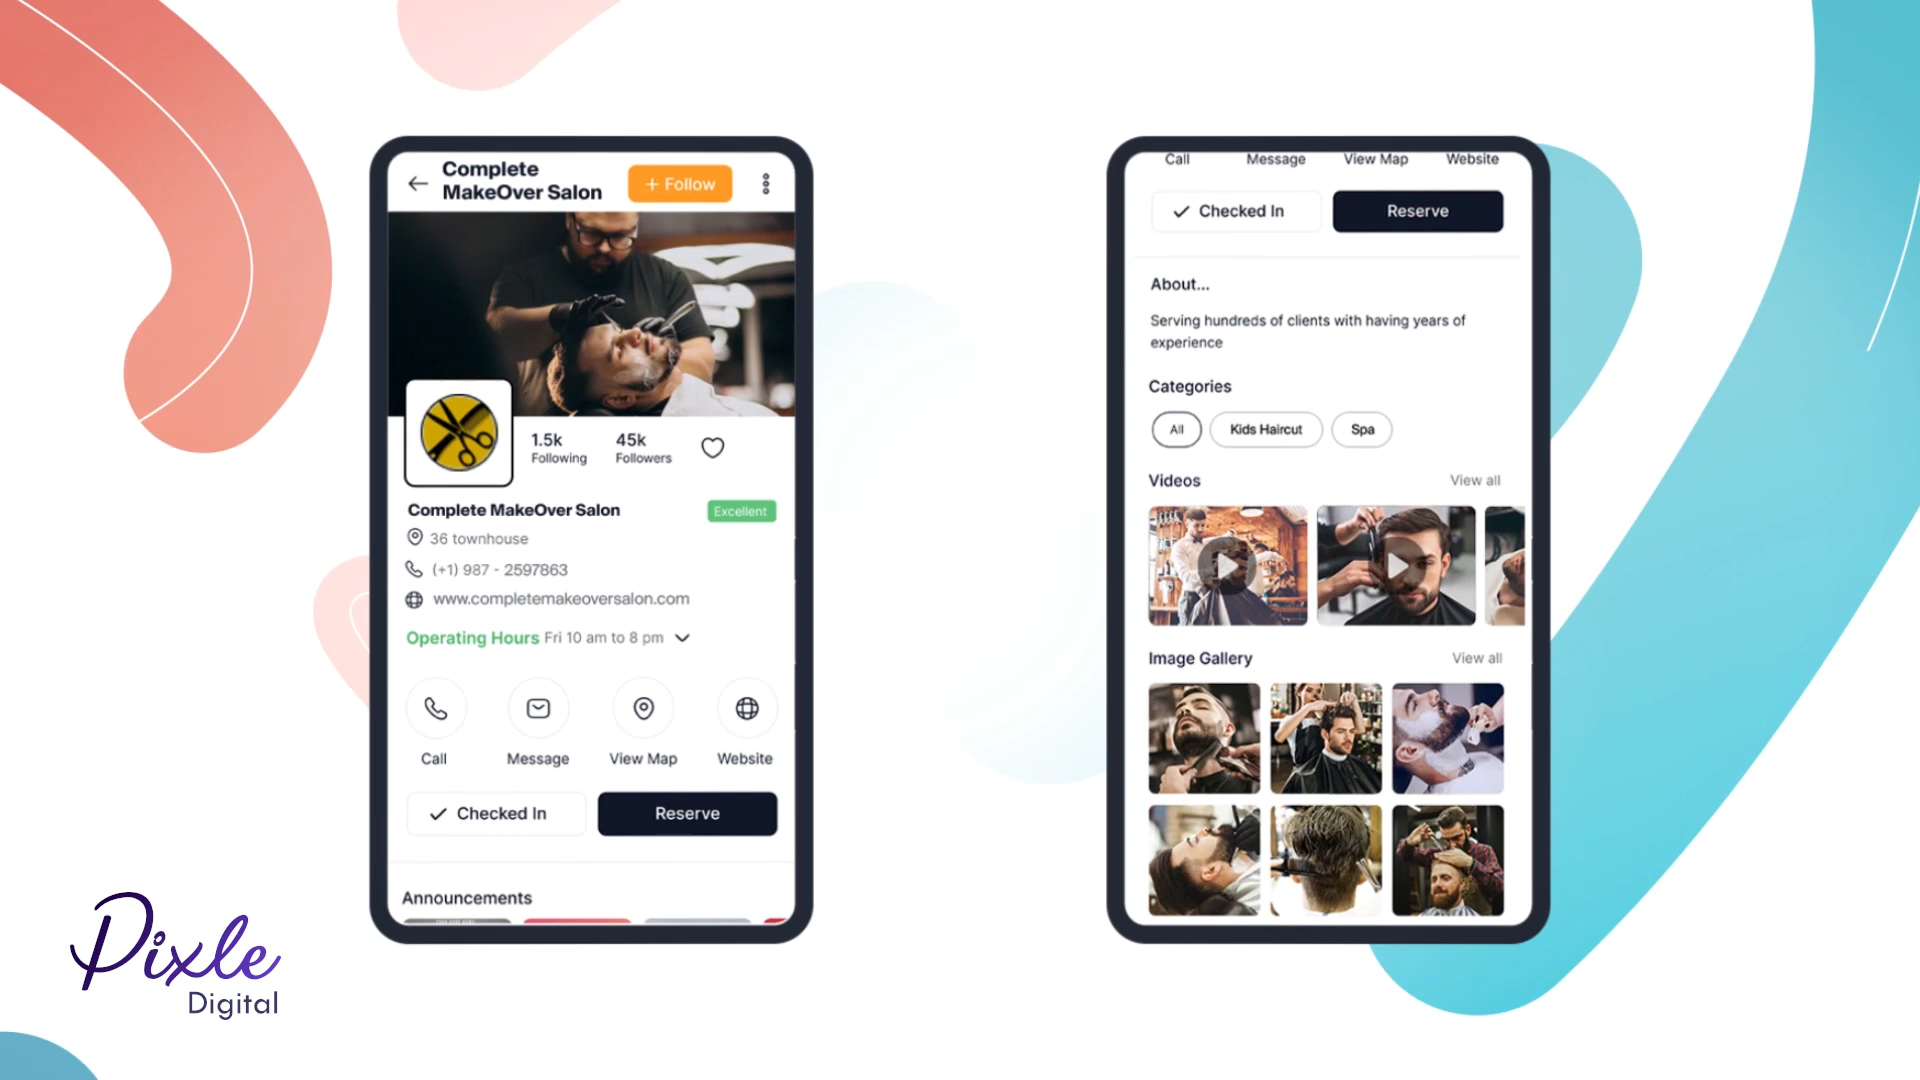 Complete
MakeOver Salon
+ Follow
1.5k
Following
45k
Followers
Complete MakeOver Salon
Excellent
36 townhouse
(+1) 987 - 2597863
www.completemakeoversalon.com
Operating Hours Fri 10 am to 8 pm
Call
Message
View Map
Website
Checked In
Reserve
Announcements
Call
Message
View Map
Website
Checked In
Reserve
About...
Serving hundreds of clients with having years of
experience
Categories
All
Kids Haircut
Spa
Videos
View all
Image Gallery
View all
Pixle
Digital